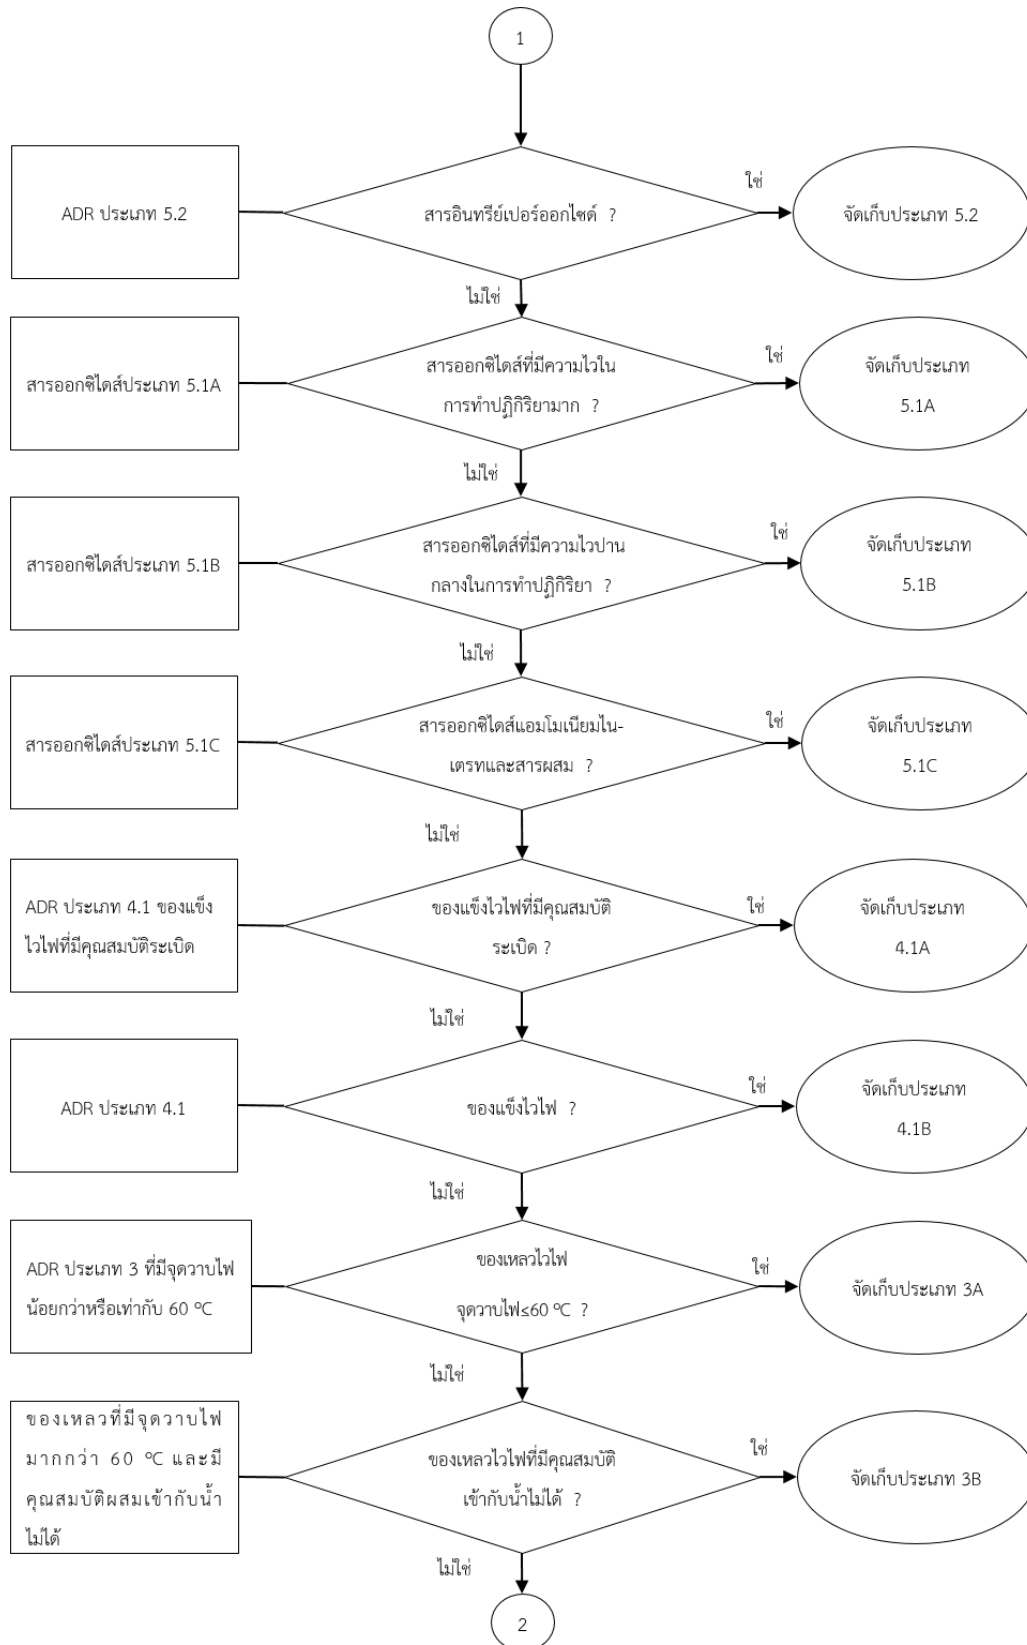 1
ใช่
ADR ประเภท 5.2
สารอินทรีย์เปอร์ออกไซด์ ?
จัดเก็บประเภท 5.2
ไม่ใช่
สารออกซิไดส์ประเภท 5.1A
สารออกซิไดส์ที่มีความไวใน
การทำปฏิกิริยามาก ?
ใช่
จัดเก็บประเภท
5.1A
ไม่ใช่
สารออกซิไดส์ประเภท 5.1B
สารออกซิไดส์ที่มีความไวปาน
กลางในการทำปฏิกิริยา ?
ใช่
จัดเก็บประเภท
5.1B
ไม่ใช่
สารออกซิไดส์ประเภท 5.1C
สารออกซิไดส์แอมโมเนียมไน-
เตรทและสารผสม ?
ใช่
จัดเก็บประเภท
5.1C
ไม่ใช่
ADR ประเภท 4.1 ของแข็ง
ไวไฟที่มีคุณสมบัติระเบิด
ของแข็งไวไฟที่มีคุณสมบัติ
ระเบิด ?
ใช่
จัดเก็บประเภท
4.1A
ไม่ใช่
ADR ประเภท 4.1
ของแข็งไวไฟ ?
ใช่
จัดเก็บประเภท
4.1B
ไม่ใช่
ADR ประเภท 3 ที่มีจุดวาบไฟ
น้อยกว่าหรือเท่ากับ 60 ºC
ของเหลวไวไฟ
จุดวาบไฟ≤60 ºC ?
ใช่
จัดเก็บประเภท 3A
ไม่ใช่
ของเหลวที่มีจุดวาบไฟ
มากกว่า 60 ºC และมี
คุณสมบัติผสมเข้ากับน้ำ
ไม่ได้
ของเหลวไวไฟที่มีคุณสมบัติ
เข้ากับน้ำไม่ได้ ?
ใช่
จัดเก็บประเภท 3B
ไม่ใช่
2